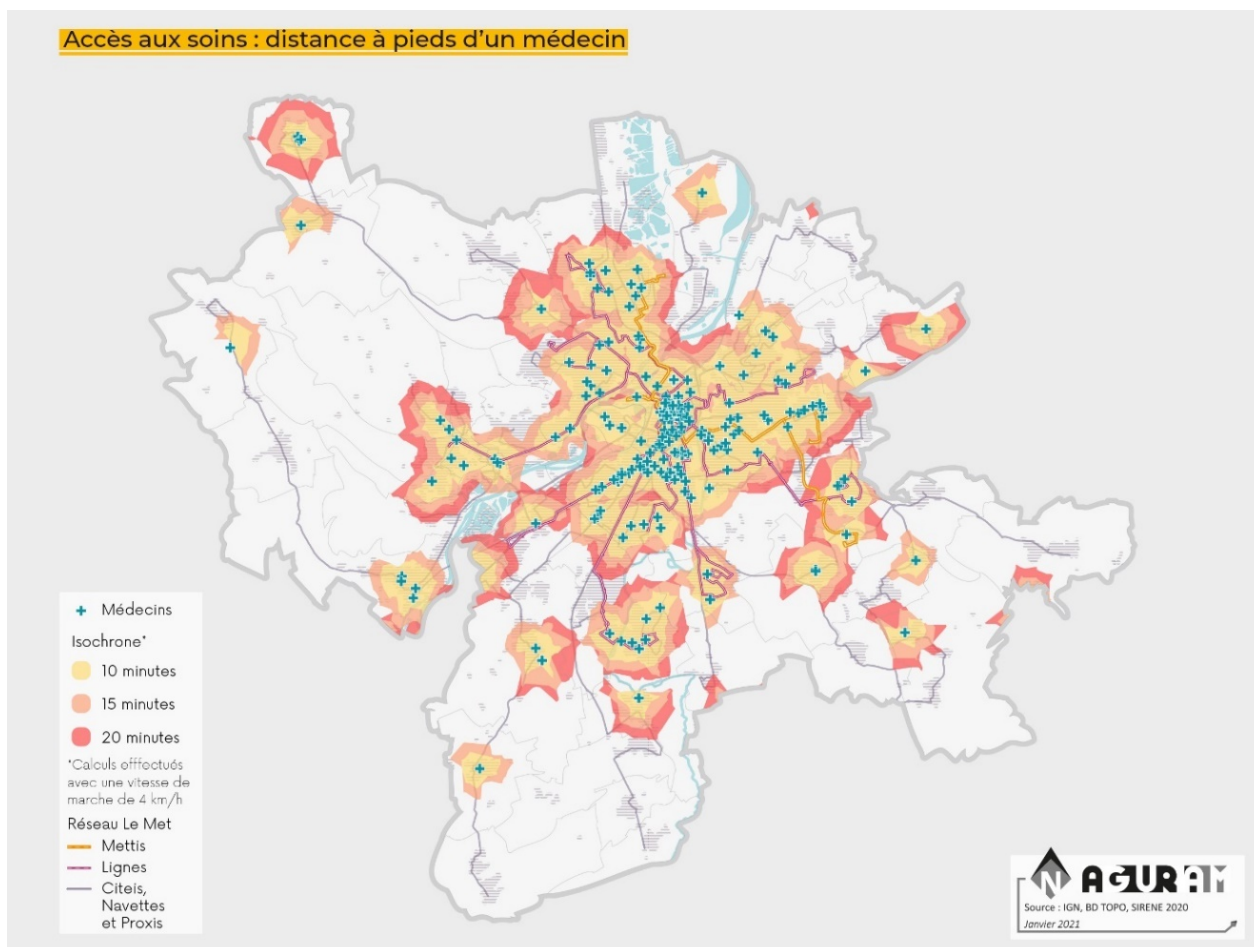 Accès aux soins : distance à pieds d'un médecin
Médecins
Isochrone*
10 minutes
15 minutes
20 minutes
*Calculs efffectués
avec une vitesse de
marche de 4 km/h
Réseau Le Met
Mettis
Lignes
Citeis,
Navettes
et Proxis
N AGURAM
Source : IGN, BD TOPO, SIRENE 2020
Janvier 2021